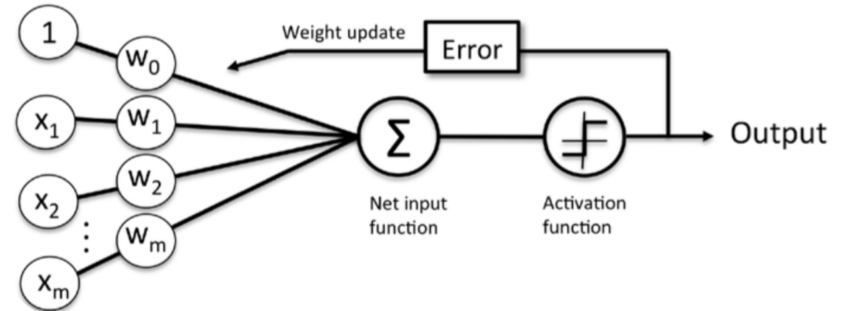 1
w0
Weight update
Error
x1
w1
Σ
Output
x2
w2
Net input
function
Activation
function
⋮
wm
xm